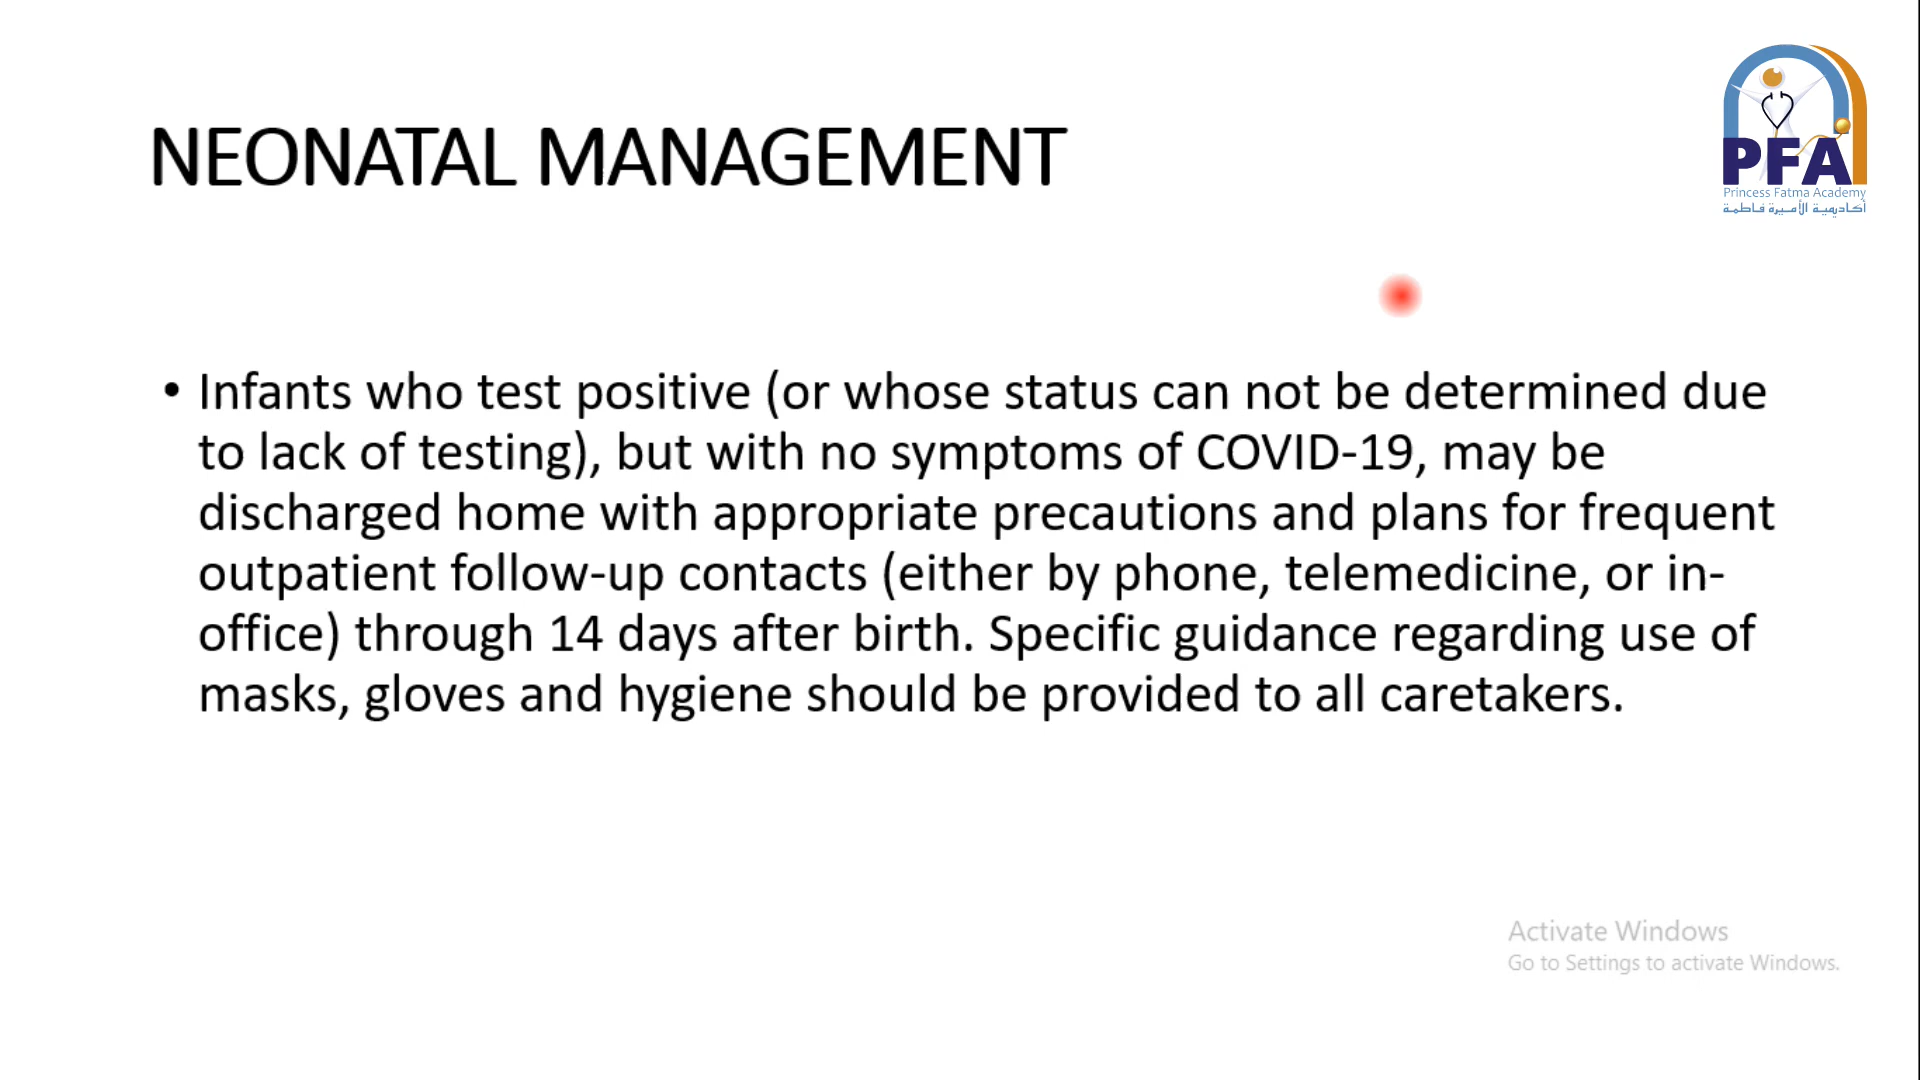 NEONATAL MANAGEMENT
PFA
Princess Fatma Academy
أكاديمية الأميرة فاطمة
• Infants who test positive (or whose status can not be determined due
to lack of testing), but with no symptoms of COVID-19, may be
discharged home with appropriate precautions and plans for frequent
outpatient follow-up contacts (either by phone, telemedicine, or in-
office) through 14 days after birth. Specific guidance regarding use of
masks, gloves and hygiene should be provided to all caretakers.
Activate Windows
Go to Settings to activate Windows.